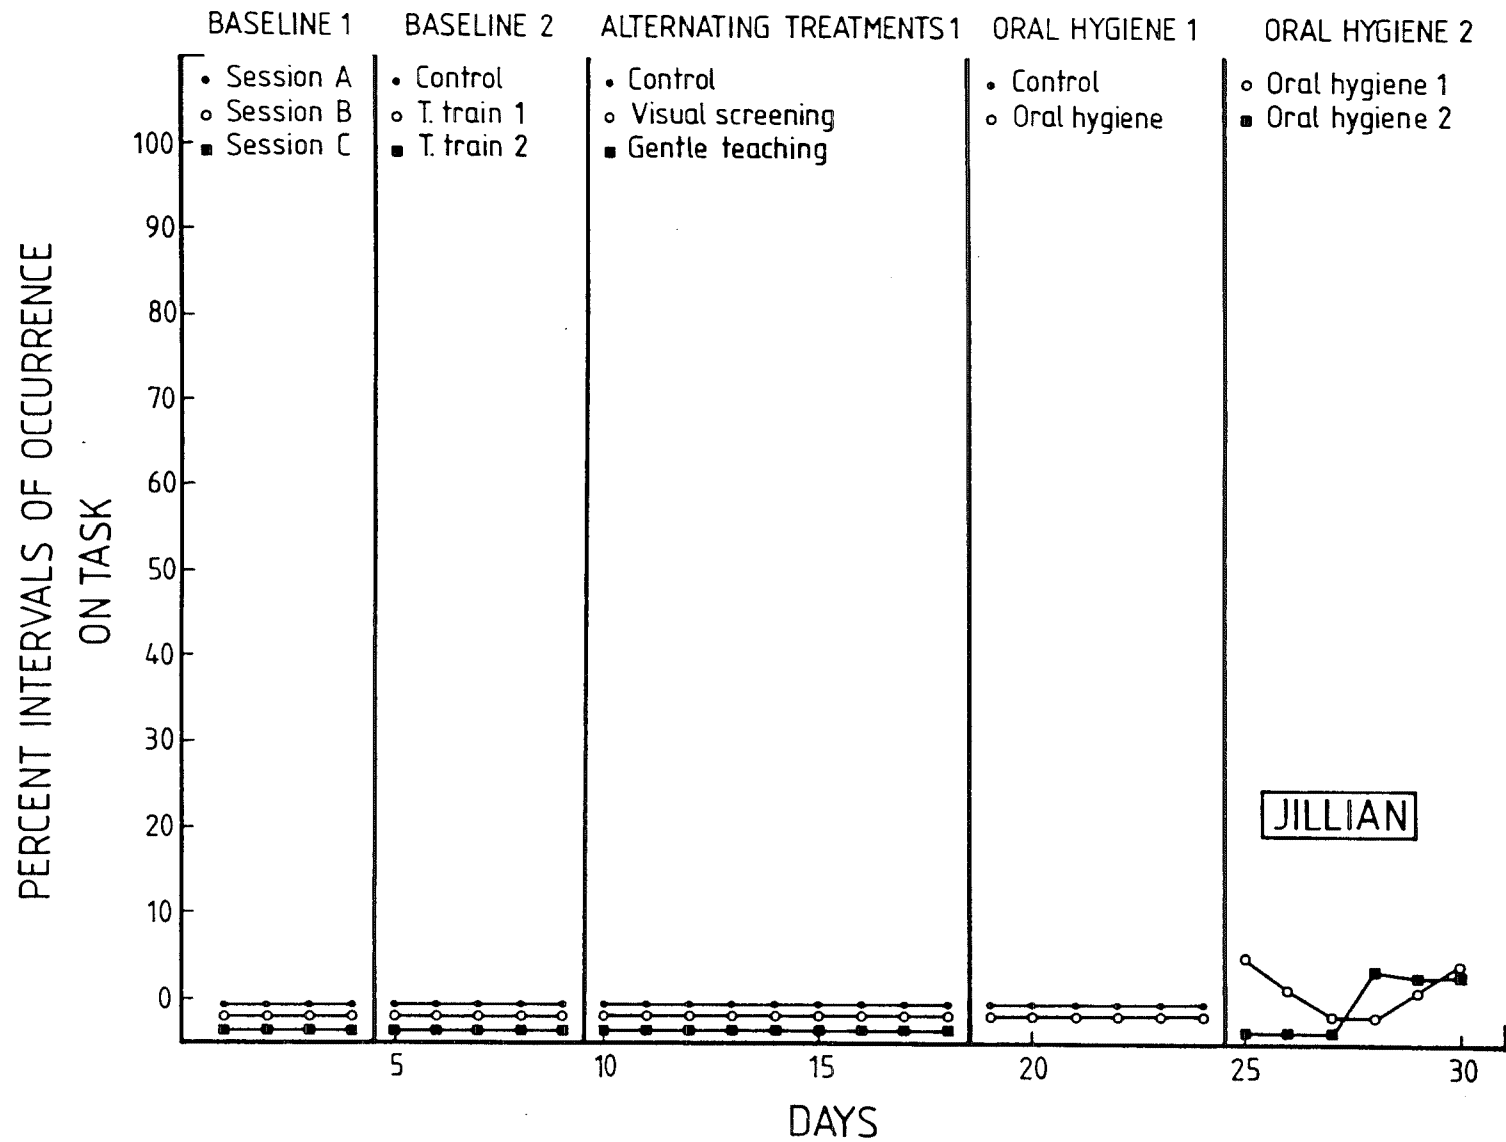 BASELINE 1
BASELINE 2
ALTERNATING TREATMENTS 1
ORAL HYGIENE 1
ORAL HYGIENE 2
Session A
Session B
Session C
Control
T. train 1
T. train 2
Control
Visual screening
Gentle teaching
Control
Oral hygiene
Oral hygiene 1
Oral hygiene 2
PERCENT INTERVALS OF OCCURRENCE
ON TASK
100
90
80
70
60
50
40
30
20
10
0
JILLIAN
5
10
15
20
25
30
DAYS